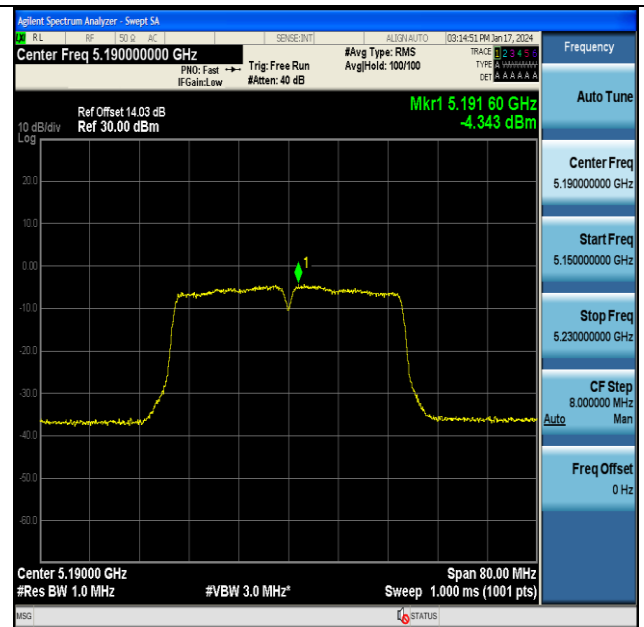 Agilent Spectrum Analyzer - Swept SA
LXI RL RF 50 Ω AC SENSE:INT ALIGNAUTO 03:14:51 PM Jan 17, 2024
Center Freq 5.190000000 GHz
PNO: Fast
IFGain:Low
Trig: Free Run
#Atten: 40 dB
#Avg Type: RMS
Avg|Hold: 100/100
TRACE 1 2 3 4 5 6
TYPE A
DET A A A A A A
Ref Offset 14.03 dB
10 dB/div Ref 30.00 dBm
Log
Mkr1 5.191 60 GHz
-4.343 dBm
20.0
10.0
0.00
-10.0
-20.0
-30.0
-40.0
-50.0
-60.0
1
Center 5.19000 GHz Span 80.00 MHz
#Res BW 1.0 MHz #VBW 3.0 MHz* Sweep 1.000 ms (1001 pts)
MSG STATUS
Frequency
Auto Tune
Center Freq
5.190000000 GHz
Start Freq
5.150000000 GHz
Stop Freq
5.230000000 GHz
CF Step
8.000000 MHz
Auto Man
Freq Offset
0 Hz